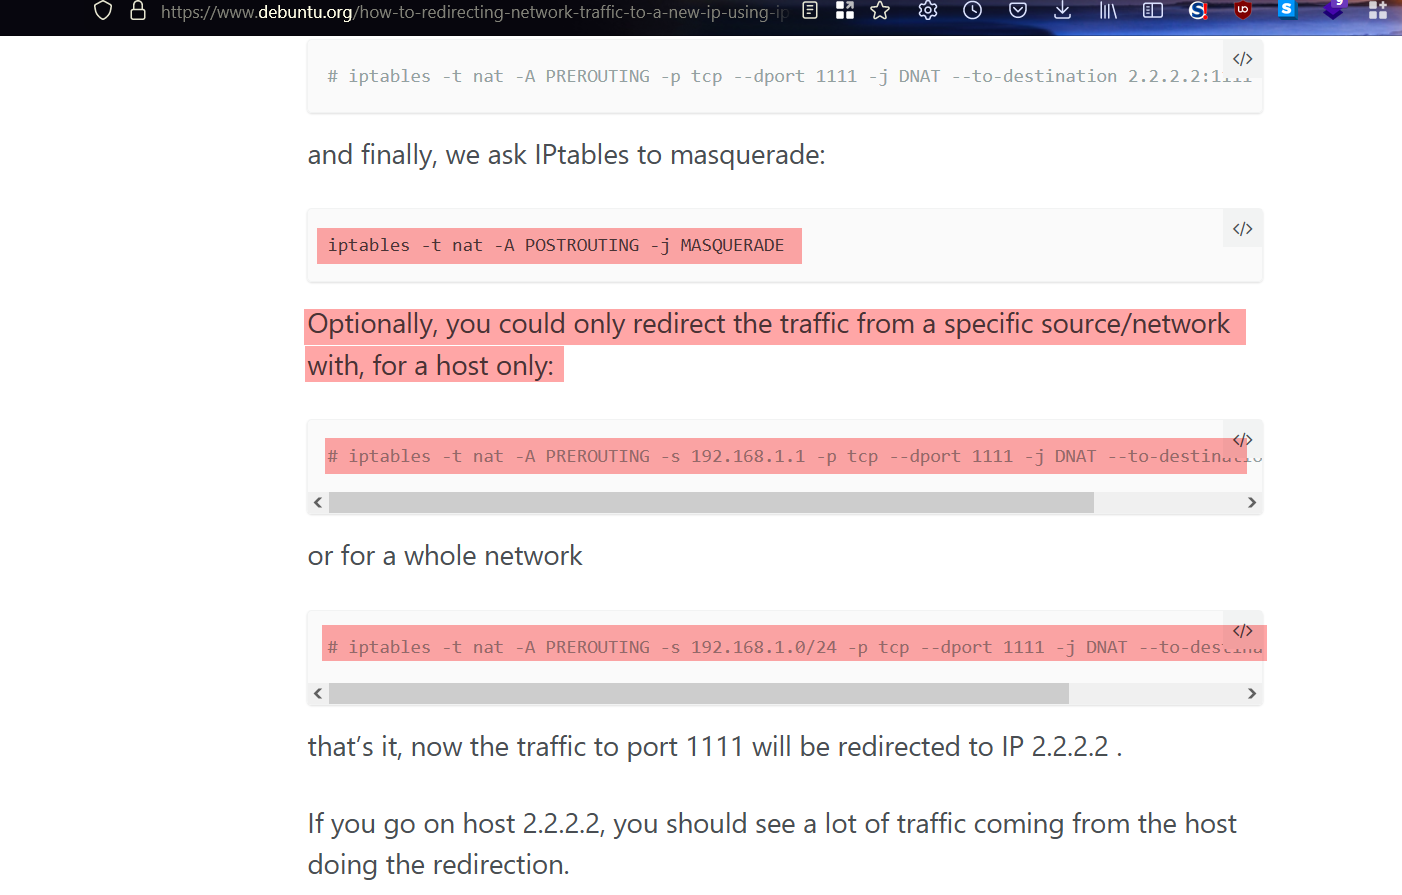 https://www.debuntu.org/how-to-redirecting-network-traffic-to-a-new-ip-using-ip
# iptables -t nat -A PREROUTING -p tcp --dport 1111 -j DNAT --to-destination 2.2.2.2:1111
and finally, we ask IPtables to masquerade:
iptables -t nat -A POSTROUTING -j MASQUERADE
Optionally, you could only redirect the traffic from a specific source/network
with, for a host only:
# iptables -t nat -A PREROUTING -s 192.168.1.1 -p tcp --dport 1111 -j DNAT --to-destinatio
or for a whole network
# iptables -t nat -A PREROUTING -s 192.168.1.0/24 -p tcp --dport 1111 -j DNAT --to-destina
that’s it, now the traffic to port 1111 will be redirected to IP 2.2.2.2 .
If you go on host 2.2.2.2, you should see a lot of traffic coming from the host
doing the redirection.